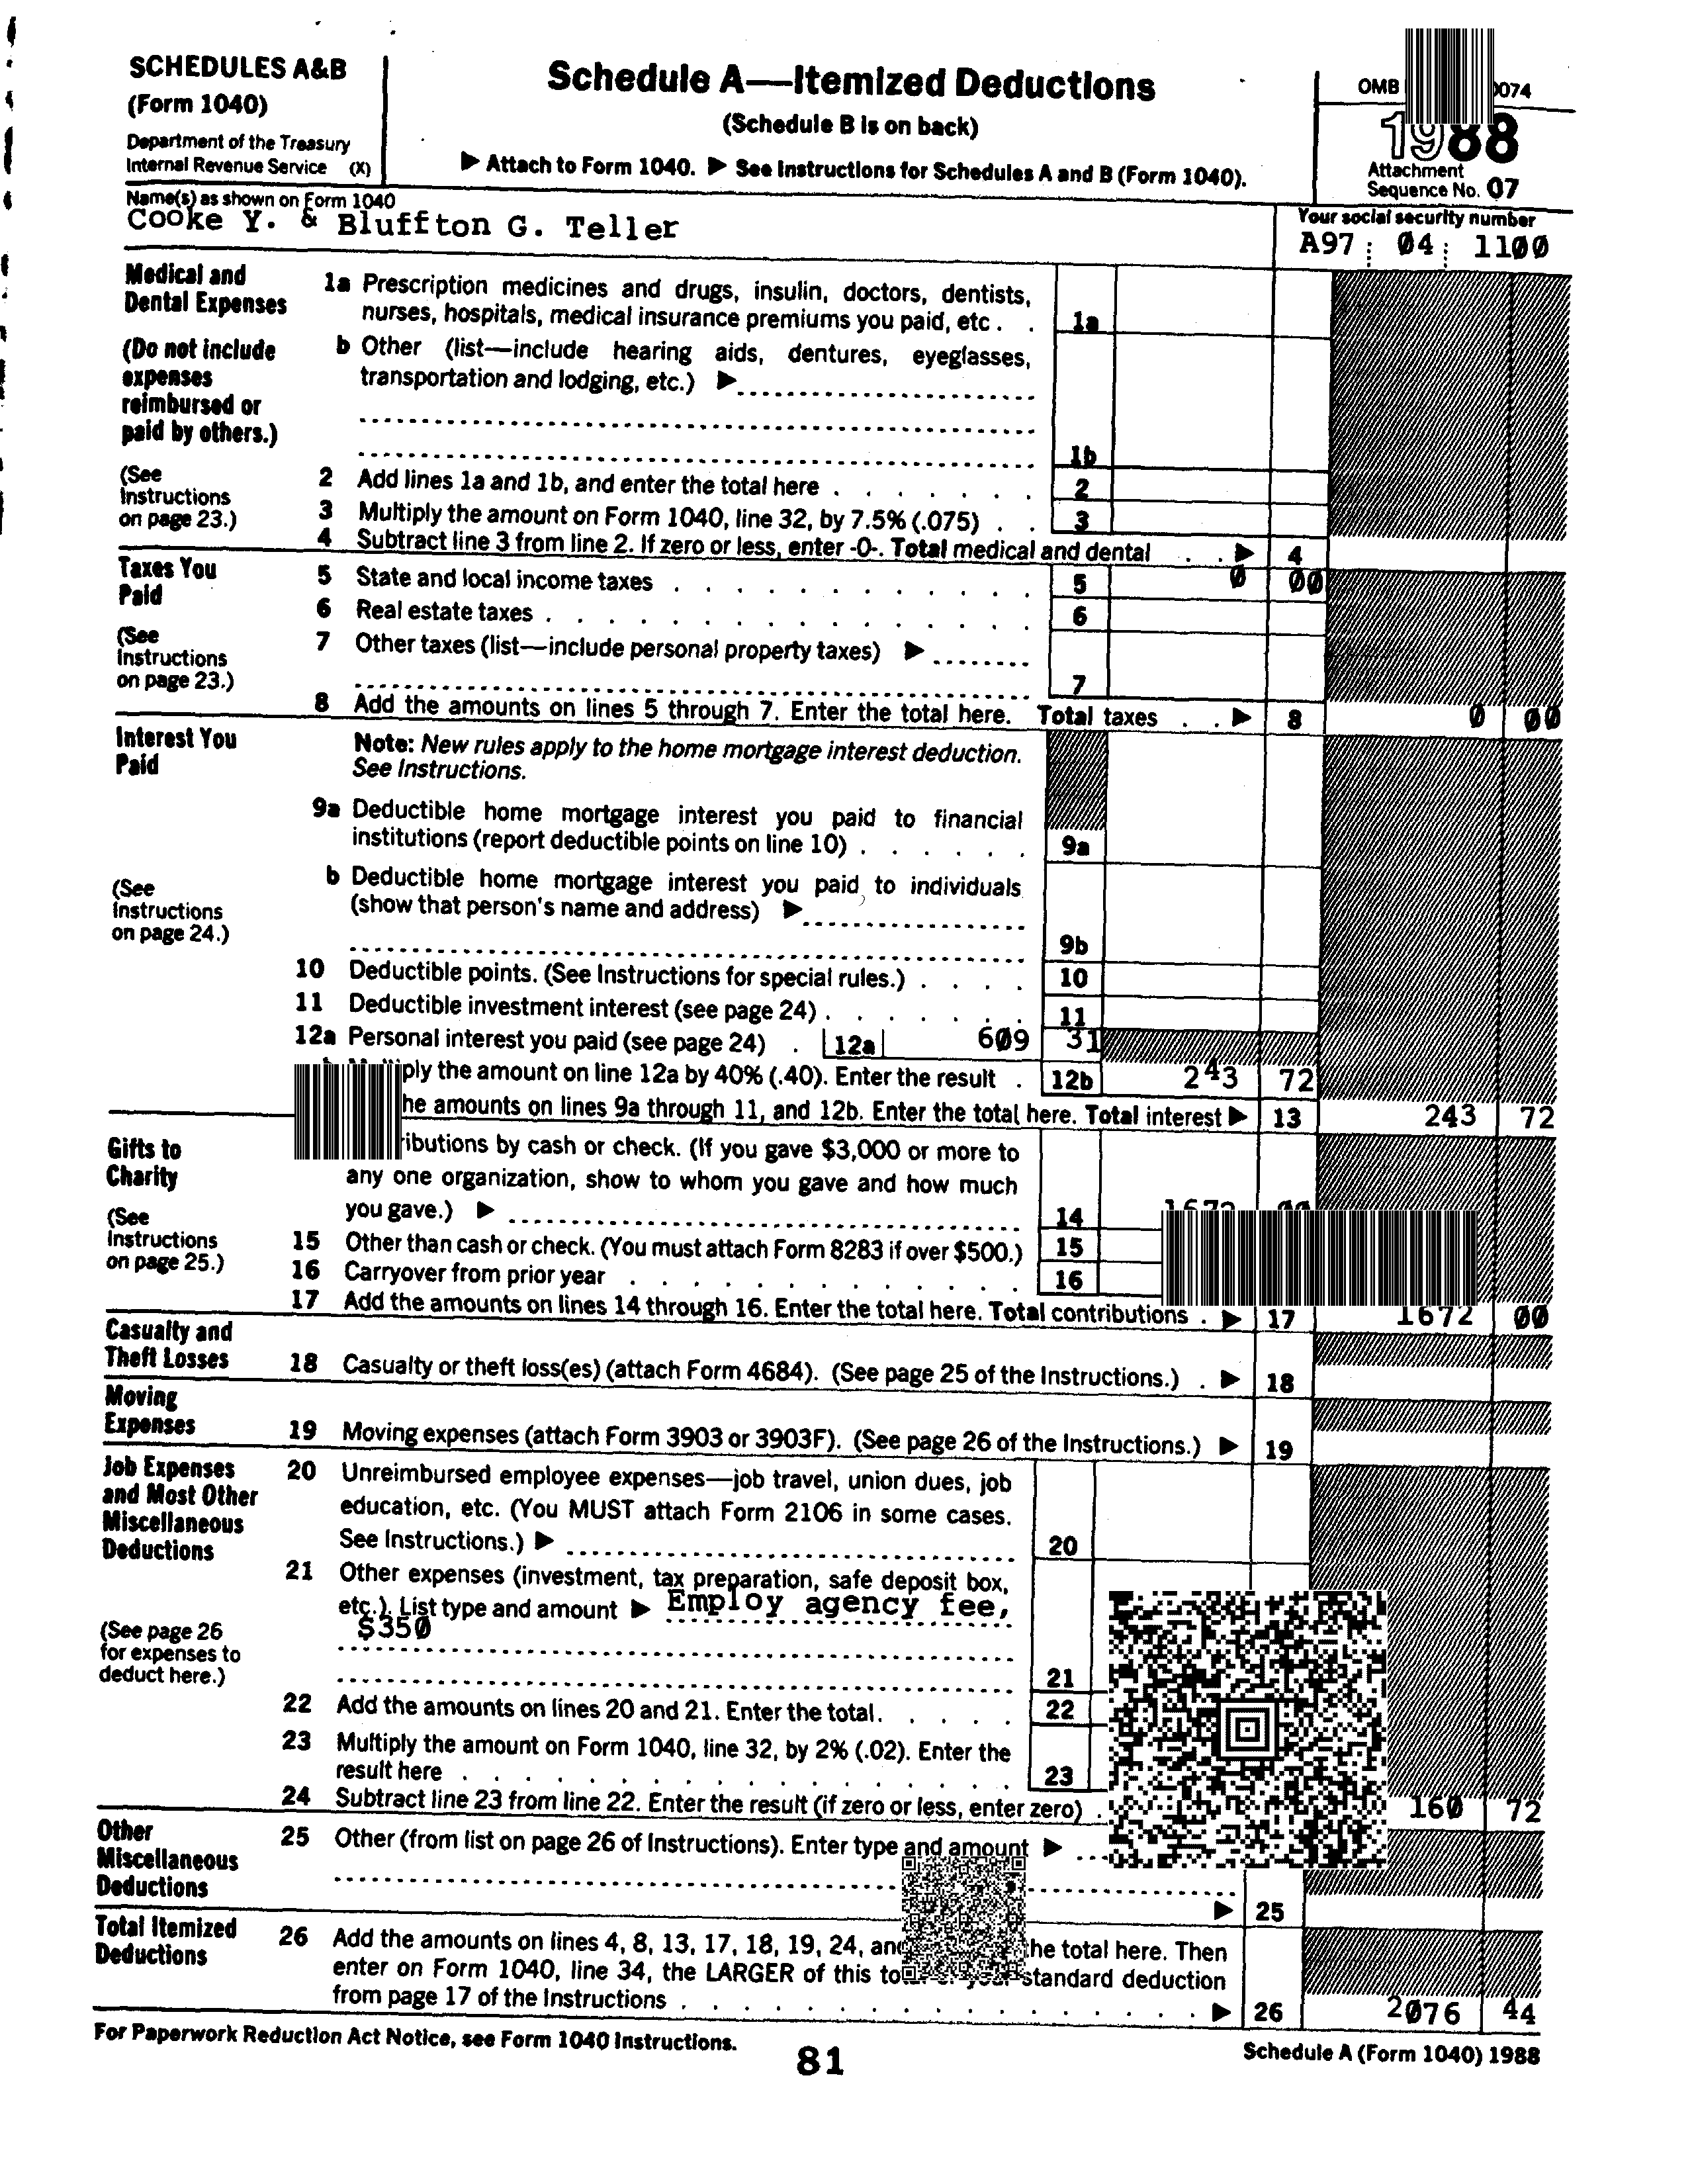 SCHEDULES A&B
(Form 1040)
Department of the Treasury
Internal Revenue Service (X)
Schedule A—Itemized Deductions
(Schedule B is on back)
▶ Attach to Form 1040. ▶ See Instructions for Schedules A and B (Form 1040).
OMB
1988
Attachment
Sequence No. 07
Name(s) as shown on Form 1040
Cooke Y. & Bluffton G. Teller
Your social security number
A97 04 1100
Medical and
Dental Expenses
(Do not include
expenses
reimbursed or
paid by others.)
(See
Instructions
on page 23.)
1a Prescription medicines and drugs, insulin, doctors, dentists,
nurses, hospitals, medical insurance premiums you paid, etc . . 1a
b Other (list—include hearing aids, dentures, eyeglasses,
transportation and lodging, etc.) ▶
1b
2 Add lines 1a and 1b, and enter the total here . . . . . . . 2
3 Multiply the amount on Form 1040, line 32, by 7.5% (.075) . . 3
4 Subtract line 3 from line 2. If zero or less, enter -0-. Total medical and dental . . ▶ 4
Taxes You
Paid
(See
Instructions
on page 23.)
5 State and local income taxes . . . . . . . . . . . . 5 0 00
6 Real estate taxes . . . . . . . . . . . . . . . . 6
7 Other taxes (list—include personal property taxes) ▶
7
8 Add the amounts on lines 5 through 7. Enter the total here. Total taxes . . ▶ 8 0 00
Interest You
Paid
(See
Instructions
on page 24.)
Note: New rules apply to the home mortgage interest deduction.
See Instructions.
9a Deductible home mortgage interest you paid to financial
institutions (report deductible points on line 10) . . . . . . 9a
b Deductible home mortgage interest you paid to individuals
(show that person's name and address) ▶
9b
10 Deductible points. (See Instructions for special rules.) . . . . 10
11 Deductible investment interest (see page 24) . . . . . . . 11
12a Personal interest you paid (see page 24) . 12a 609 31
the amount on line 12a by 40% (.40). Enter the result . 12b 243 72
amounts on lines 9a through 11, and 12b. Enter the total here. Total interest ▶ 13 243 72
Gifts to
Charity
(See
Instructions
on page 25.)
by cash or check. (If you gave $3,000 or more to
any one organization, show to whom you gave and how much
you gave.) ▶ 14
15 Other than cash or check. (You must attach Form 8283 if over $500.) 15
16 Carryover from prior year . . . . . . . . . . . . . 16
17 Add the amounts on lines 14 through 16. Enter the total here. Total contributions . ▶ 17 1672 00
Casualty and
Theft Losses
18 Casualty or theft loss(es) (attach Form 4684). (See page 25 of the Instructions.) . ▶ 18
Moving
Expenses
19 Moving expenses (attach Form 3903 or 3903F). (See page 26 of the Instructions.) ▶ 19
Job Expenses
and Most Other
Miscellaneous
Deductions
(See page 26
for expenses to
deduct here.)
20 Unreimbursed employee expenses—job travel, union dues, job
education, etc. (You MUST attach Form 2106 in some cases.
See Instructions.) ▶ 20
21 Other expenses (investment, tax preparation, safe deposit box,
etc.). List type and amount ▶ Employ agency fee,
$350
21
22 Add the amounts on lines 20 and 21. Enter the total . . . . . 22
23 Multiply the amount on Form 1040, line 32, by 2% (.02). Enter the
result here . . . . . . . . . . . . . . . . . 23
24 Subtract line 23 from line 22. Enter the result (if zero or less, enter zero) . 160 72
Other
Miscellaneous
Deductions
25 Other (from list on page 26 of Instructions). Enter type and amount ▶
▶ 25
Total Itemized
Deductions
26 Add the amounts on lines 4, 8, 13, 17, 18, 19, 24, the total here. Then
enter on Form 1040, line 34, the LARGER of this standard deduction
from page 17 of the Instructions . . . . . . . . . . . . . . . . ▶ 26 2076 44
For Paperwork Reduction Act Notice, see Form 1040 Instructions.
81
Schedule A (Form 1040) 1988